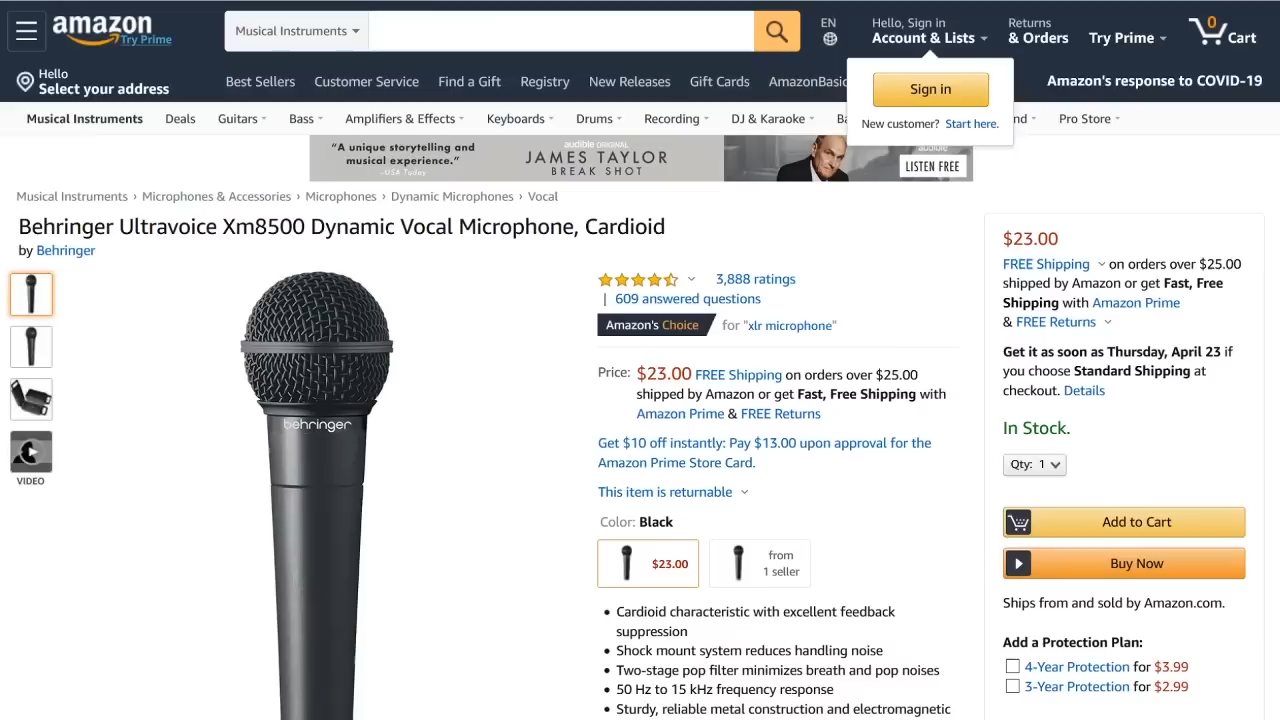 amazon
Try Prime
Musical Instruments
EN
Hello, Sign in
Account & Lists
Returns
& Orders
Try Prime
0
Cart
Hello
Select your address
Best Sellers
Customer Service
Find a Gift
Registry
New Releases
Gift Cards
Amazon's response to COVID-19
Sign in
New customer? Start here.
Musical Instruments
Deals
Guitars
Bass
Amplifiers & Effects
Keyboards
Drums
Recording
DJ & Karaoke
Pro Store
“A unique storytelling and
musical experience.”
—USA Today
audible ORIGINAL
JAMES TAYLOR
BREAK SHOT
audible
LISTEN FREE
Musical Instruments › Microphones & Accessories › Microphones › Dynamic Microphones › Vocal
Behringer Ultravoice Xm8500 Dynamic Vocal Microphone, Cardioid
by Behringer
VIDEO
behringer
3,888 ratings
| 609 answered questions
Amazon's Choice for "xlr microphone"
Price: $23.00 FREE Shipping on orders over $25.00
shipped by Amazon or get Fast, Free Shipping with
Amazon Prime & FREE Returns
Get $10 off instantly: Pay $13.00 upon approval for the
Amazon Prime Store Card.
This item is returnable
Color: Black
$23.00
from
1 seller
• Cardioid characteristic with excellent feedback
suppression
• Shock mount system reduces handling noise
• Two-stage pop filter minimizes breath and pop noises
• 50 Hz to 15 kHz frequency response
• Sturdy, reliable metal construction and electromagnetic
$23.00
FREE Shipping on orders over $25.00
shipped by Amazon or get Fast, Free
Shipping with Amazon Prime
& FREE Returns
Get it as soon as Thursday, April 23 if
you choose Standard Shipping at
checkout. Details
In Stock.
Qty: 1
Add to Cart
Buy Now
Ships from and sold by Amazon.com.
Add a Protection Plan:
4-Year Protection for $3.99
3-Year Protection for $2.99